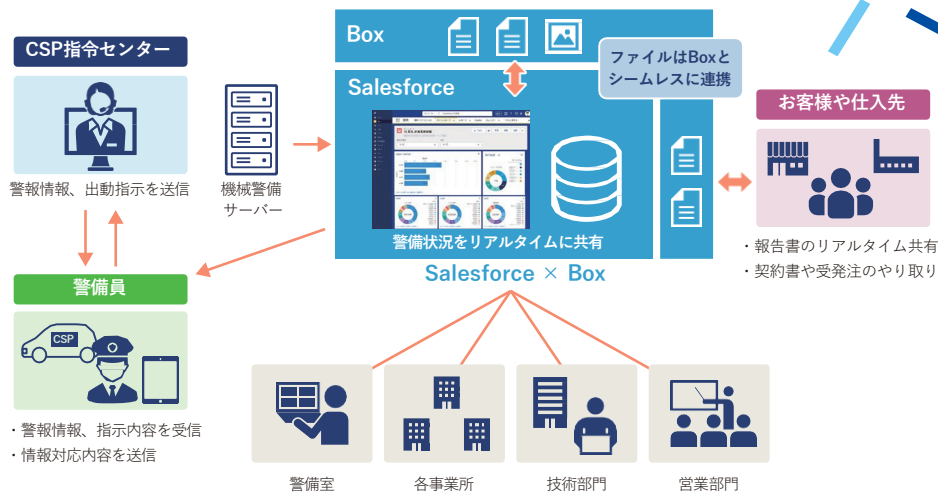 CSP指令センター
警報情報、出動指示を送信
機械警備
サーバー
Box
Salesforce
ファイルはBoxと
シームレスに連携
警備状況をリアルタイムに共有
Salesforce × Box
お客様や仕入先
・報告書のリアルタイム共有
・契約書や受発注のやり取り
警備員
CSP
・警報情報、指示内容を受信
・情報対応内容を送信
警備室
各事業所
技術部門
営業部門